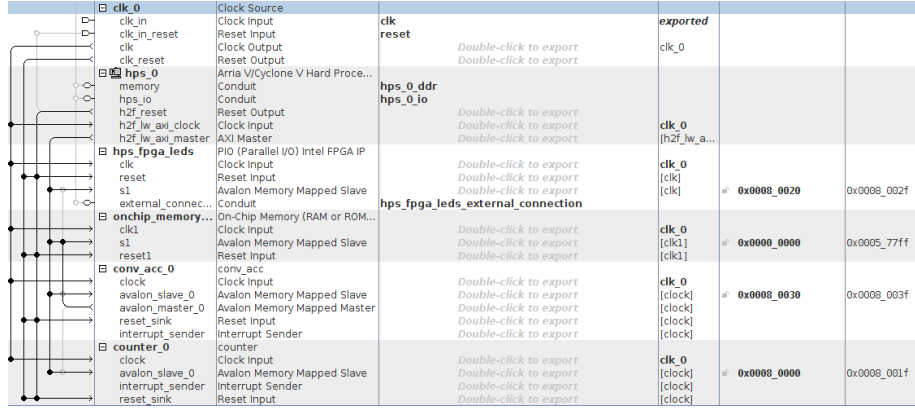 clk_0 Clock Source
clk_in Clock Input clk exported
clk_in_reset Reset Input reset
clk Clock Output Double-click to export clk_0
clk_reset Reset Output Double-click to export
hps_0 Arria V/Cyclone V Hard Proce...
memory Conduit hps_0_ddr
hps_io Conduit hps_0_io
h2f_reset Reset Output Double-click to export
h2f_lw_axi_clock Clock Input Double-click to export clk_0
h2f_lw_axi_master AXI Master Double-click to export [h2f_lw_a...
hps_fpga_leds PIO (Parallel I/O) Intel FPGA IP
clk Clock Input Double-click to export clk_0
reset Reset Input Double-click to export [clk]
s1 Avalon Memory Mapped Slave Double-click to export [clk] 0x0008_0020 0x0008_002f
external_connec... Conduit hps_fpga_leds_external_connection
onchip_memory... On-Chip Memory (RAM or ROM...
clk1 Clock Input Double-click to export clk_0
s1 Avalon Memory Mapped Slave Double-click to export [clk1] 0x0000_0000 0x0005_77ff
reset1 Reset Input Double-click to export [clk1]
conv_acc_0 conv_acc
clock Clock Input Double-click to export clk_0
avalon_slave_0 Avalon Memory Mapped Slave Double-click to export [clock] 0x0008_0030 0x0008_003f
avalon_master_0 Avalon Memory Mapped Master Double-click to export [clock]
reset_sink Reset Input Double-click to export [clock]
interrupt_sender Interrupt Sender Double-click to export [clock]
counter_0 counter
clock Clock Input Double-click to export clk_0
avalon_slave_0 Avalon Memory Mapped Slave Double-click to export [clock] 0x0008_0000 0x0008_001f
interrupt_sender Interrupt Sender Double-click to export [clock]
reset_sink Reset Input Double-click to export [clock]